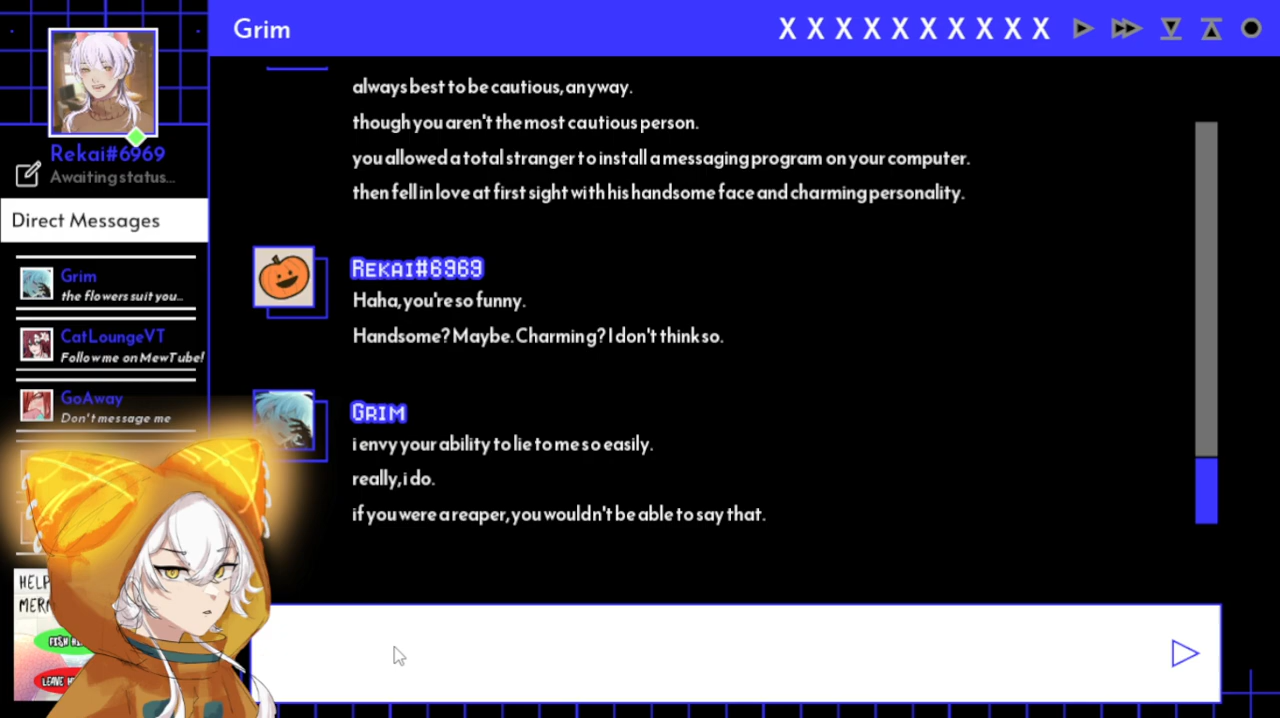 Grim
X X X X X X X X X X
Rekai#6969
Awaiting status...
Direct Messages
Grim
the flowers suit you...
CatLoungeVT
Follow me on MewTube!
GoAway
Don't message me
HELP
FISH
LEAVE
always best to be cautious, anyway.
though you aren't the most cautious person.
you allowed a total stranger to install a messaging program on your computer.
then fell in love at first sight with his handsome face and charming personality.
REKAI#6969
Haha, you're so funny.
Handsome? Maybe. Charming? I don't think so.
GRIM
i envy your ability to lie to me so easily.
really, i do.
if you were a reaper, you wouldn't be able to say that.